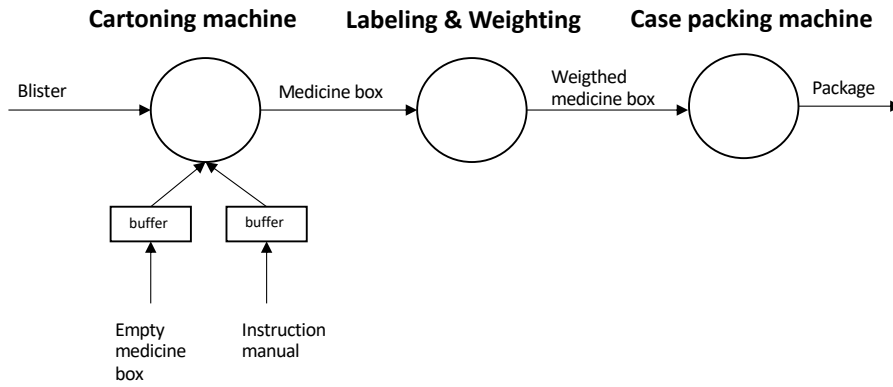 Cartoning machine
Labeling & Weighting
Case packing machine
Blister
Medicine box
Weigthed
medicine box
Package
buffer
buffer
Empty
medicine
box
Instruction
manual